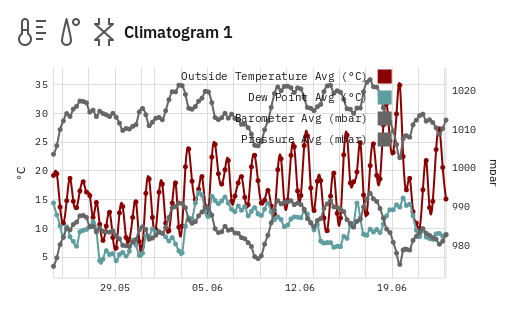 Climatogram 1
Outside Temperature Avg (°C)
Dew Point Avg (°C)
Barometer Avg (mbar)
Pressure Avg (mbar)
35
30
25
20
15
10
5
°C
1020
1010
1000
990
980
mbar
29.05
05.06
12.06
19.06